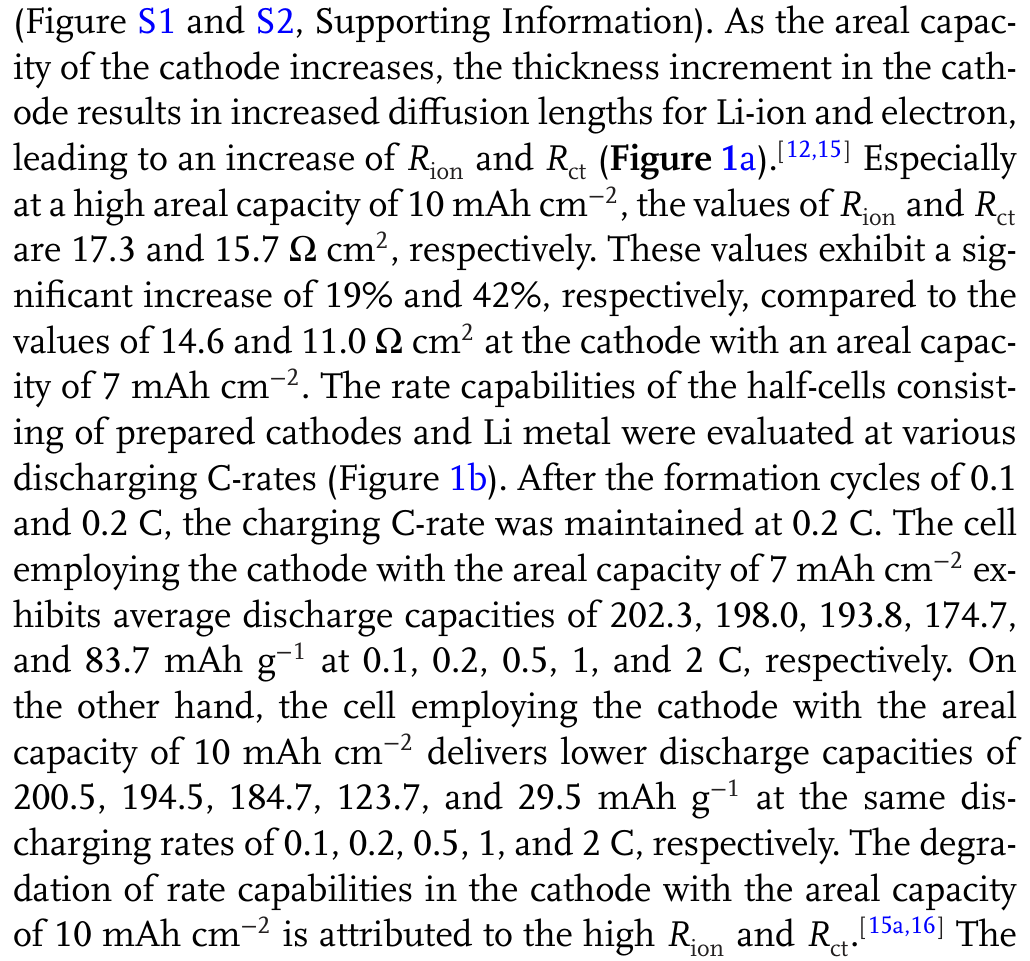 (Figure S1 and S2, Supporting Information). As the areal capac-
ity of the cathode increases, the thickness increment in the cath-
ode results in increased diffusion lengths for Li-ion and electron,
leading to an increase of R_ion and R_ct (Figure 1a).[12,15] Especially
at a high areal capacity of 10 mAh cm⁻², the values of R_ion and R_ct
are 17.3 and 15.7 Ω cm², respectively. These values exhibit a sig-
nificant increase of 19% and 42%, respectively, compared to the
values of 14.6 and 11.0 Ω cm² at the cathode with an areal capac-
ity of 7 mAh cm⁻². The rate capabilities of the half-cells consist-
ing of prepared cathodes and Li metal were evaluated at various
discharging C-rates (Figure 1b). After the formation cycles of 0.1
and 0.2 C, the charging C-rate was maintained at 0.2 C. The cell
employing the cathode with the areal capacity of 7 mAh cm⁻² ex-
hibits average discharge capacities of 202.3, 198.0, 193.8, 174.7,
and 83.7 mAh g⁻¹ at 0.1, 0.2, 0.5, 1, and 2 C, respectively. On
the other hand, the cell employing the cathode with the areal
capacity of 10 mAh cm⁻² delivers lower discharge capacities of
200.5, 194.5, 184.7, 123.7, and 29.5 mAh g⁻¹ at the same dis-
charging rates of 0.1, 0.2, 0.5, 1, and 2 C, respectively. The degra-
dation of rate capabilities in the cathode with the areal capacity
of 10 mAh cm⁻² is attributed to the high R_ion and R_ct.[15a,16] The